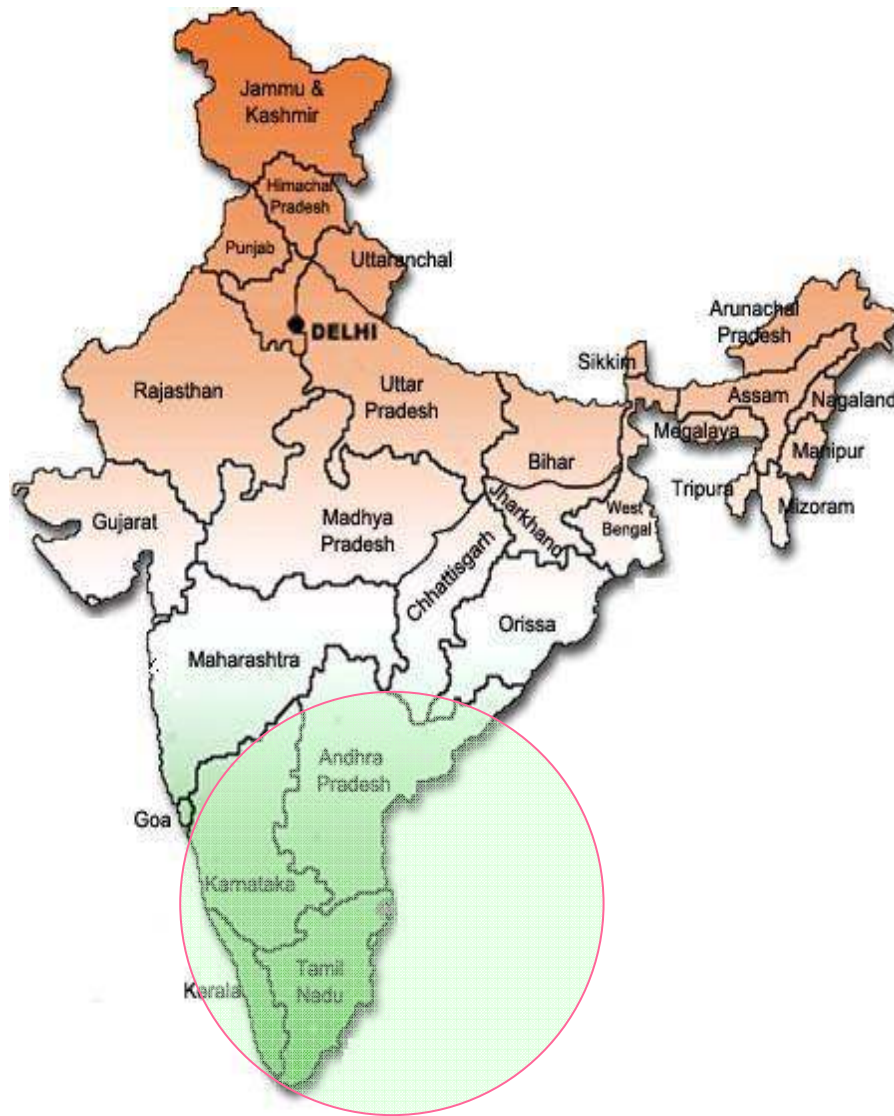 Jammu &
Kashmir
Himachal
Pradesh
Punjab
Uttaranchal
DELHI
Arunachal
Pradesh
Sikkim
Rajasthan
Uttar
Pradesh
Assam
Nagaland
Megalaya
Bihar
Manipur
Jharkhand
Tripura
Mizoram
West
Bengal
Gujarat
Madhya
Pradesh
Chhattisgarh
Orissa
Maharashtra
Andhra
Pradesh
Goa
Karnataka
Tamil
Nadu
Kerala